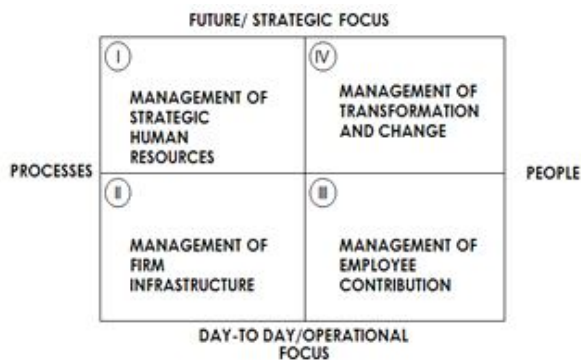 FUTURE/ STRATEGIC FOCUS
I
MANAGEMENT OF
STRATEGIC
HUMAN
RESOURCES
IV
MANAGEMENT OF
TRANSFORMATION
AND CHANGE
PROCESSES
PEOPLE
II
MANAGEMENT OF
FIRM
INFRASTRUCTURE
III
MANAGEMENT OF
EMPLOYEE
CONTRIBUTION
DAY-TO DAY/OPERATIONAL
FOCUS